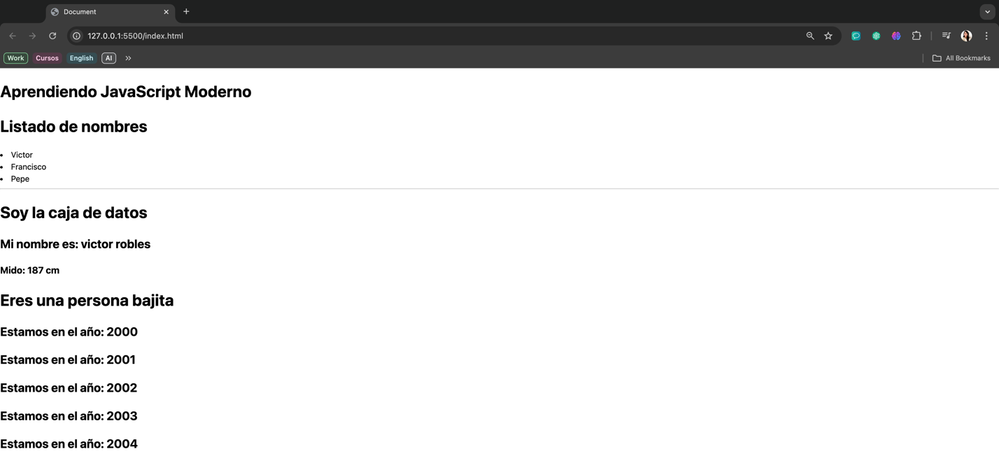 Document
127.0.0.1:5500/index.html
Work Cursos English AI » All Bookmarks
Aprendiendo JavaScript Moderno
Listado de nombres
Victor
Francisco
Pepe
Soy la caja de datos
Mi nombre es: victor robles
Mido: 187 cm
Eres una persona bajita
Estamos en el año: 2000
Estamos en el año: 2001
Estamos en el año: 2002
Estamos en el año: 2003
Estamos en el año: 2004